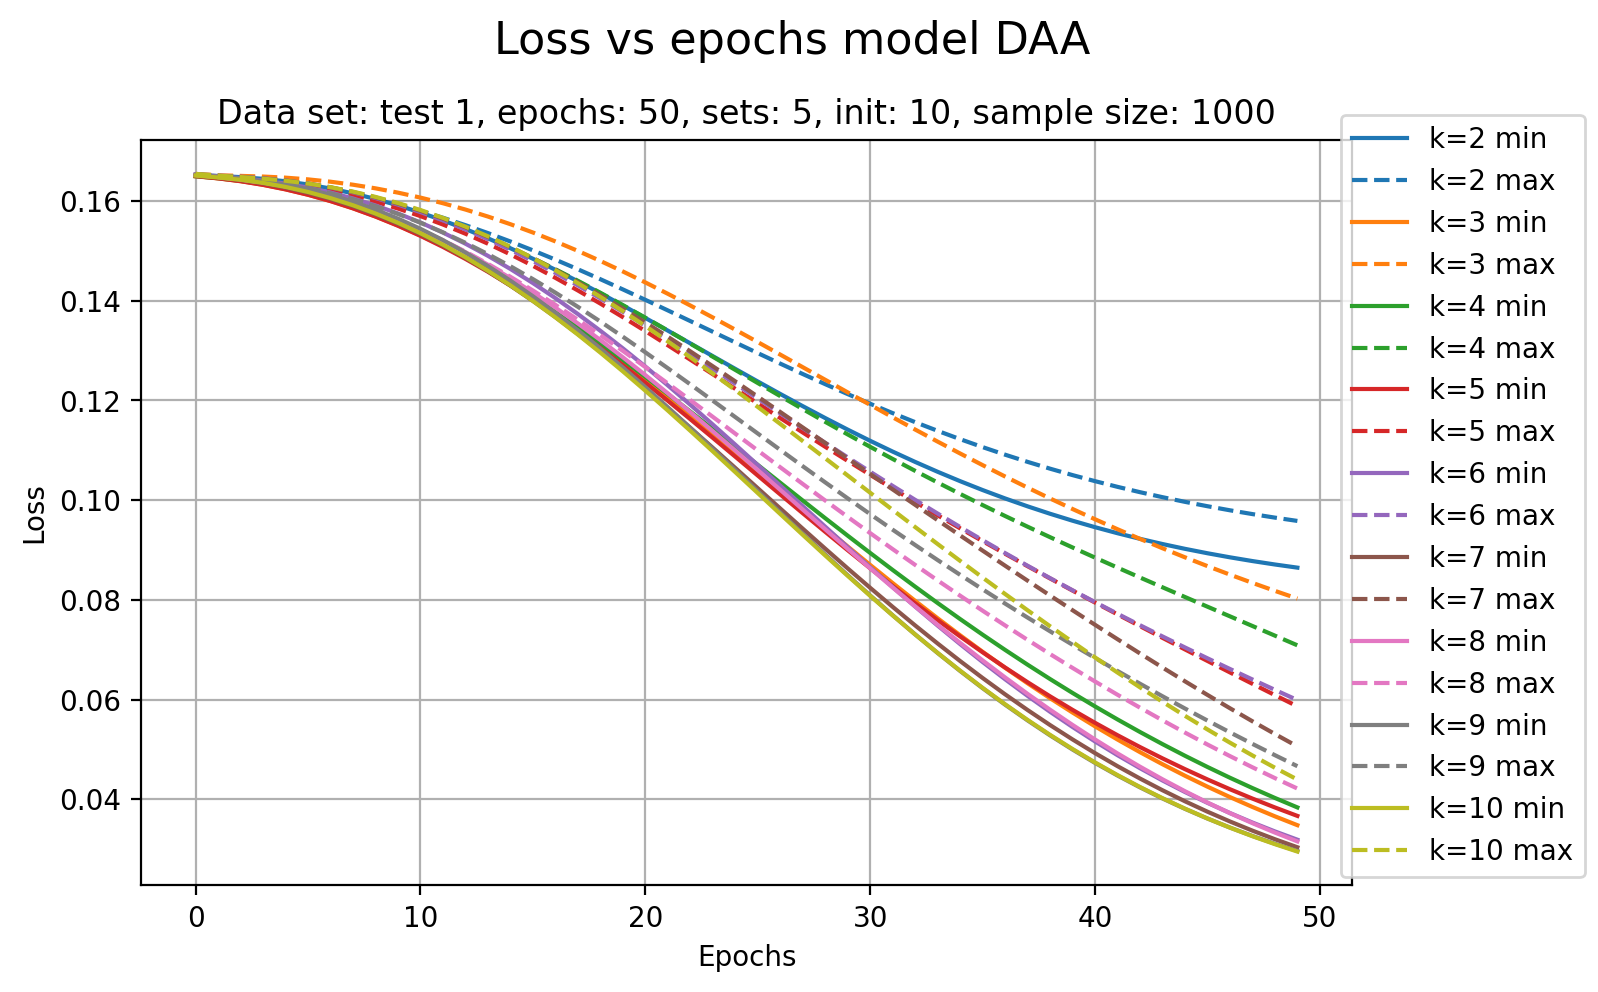 Loss vs epochs model DAA
Data set: test 1, epochs: 50, sets: 5, init: 10, sample size: 1000
k=2 min
k=2 max
k=3 min
k=3 max
k=4 min
k=4 max
k=5 min
k=5 max
k=6 min
k=6 max
k=7 min
k=7 max
k=8 min
k=8 max
k=9 min
k=9 max
k=10 min
k=10 max
0.16
0.14
0.12
0.10
0.08
0.06
0.04
Loss
0 10 20 30 40 50
Epochs